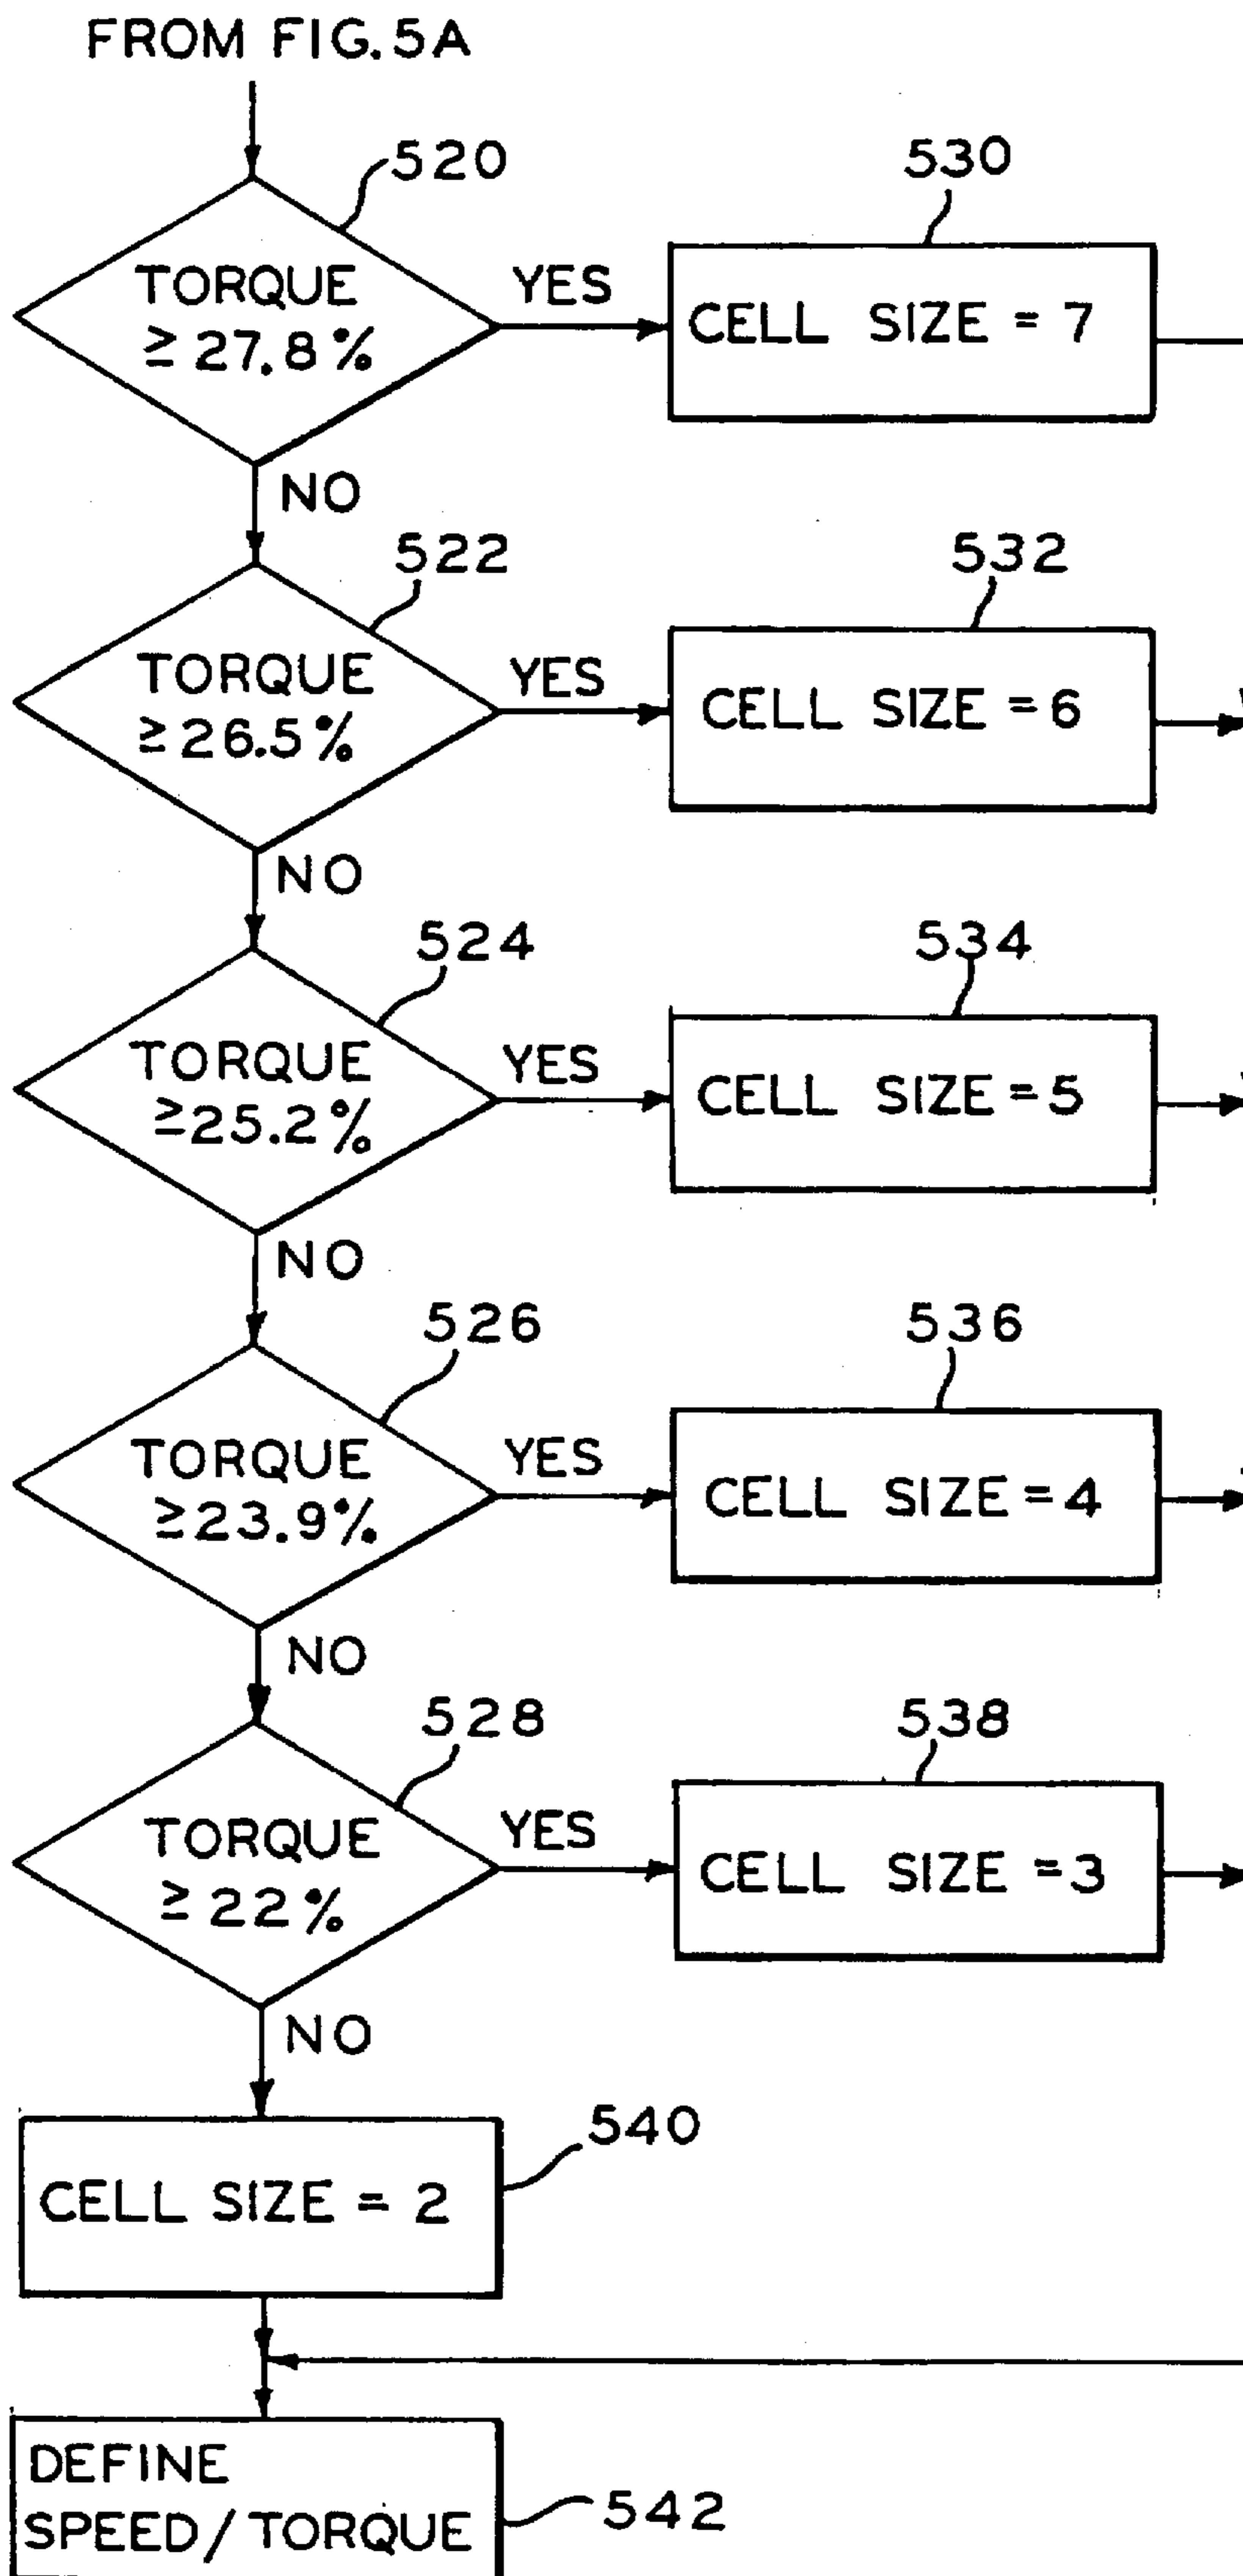 FROM FIG. 5A
520
530
TORQUE
≥ 27.8%
YES
CELL SIZE = 7
NO
522
532
TORQUE
≥ 26.5%
YES
CELL SIZE = 6
NO
524
534
TORQUE
≥ 25.2%
YES
CELL SIZE = 5
NO
526
536
TORQUE
≥ 23.9%
YES
CELL SIZE = 4
NO
528
538
TORQUE
≥ 22%
YES
CELL SIZE = 3
NO
540
CELL SIZE = 2
DEFINE
SPEED/TORQUE
542